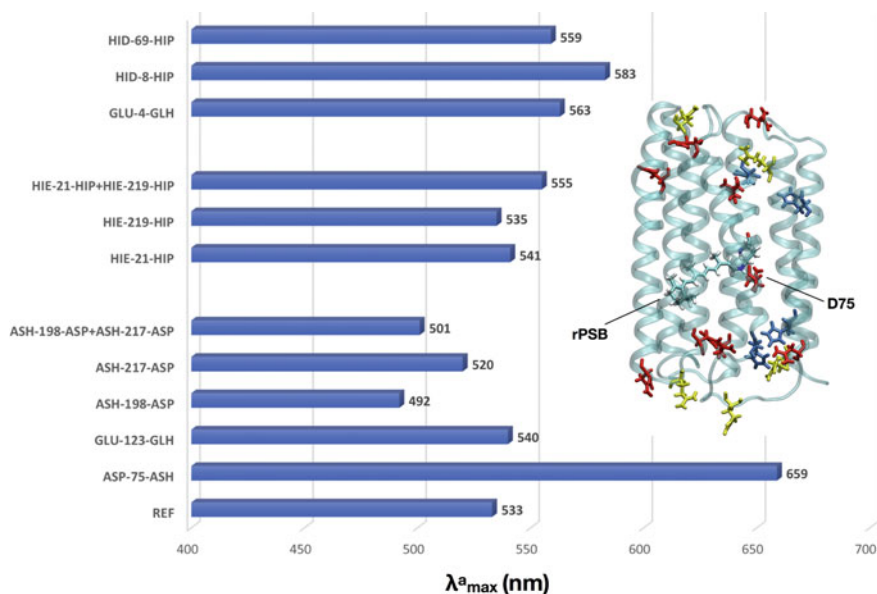 HID-69-HIP 559
HID-8-HIP 583
GLU-4-GLH 563
HIE-21-HIP+HIE-219-HIP 555
HIE-219-HIP 535
HIE-21-HIP 541
ASH-198-ASP+ASH-217-ASP 501
ASH-217-ASP 520
ASH-198-ASP 492
GLU-123-GLH 540
ASP-75-ASH 659
REF 533
rPSB
D75
400 450 500 550 600 650 700
λᵃmax (nm)